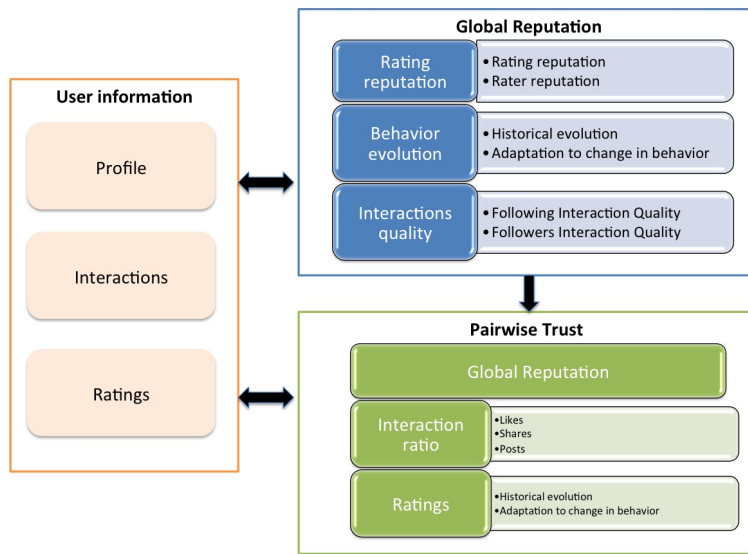 User information
Profile
Interactions
Ratings
Global Reputation
Rating
reputation
• Rating reputation
• Rater reputation
Behavior
evolution
• Historical evolution
• Adaptation to change in behavior
Interactions
quality
• Following Interaction Quality
• Followers Interaction Quality
Pairwise Trust
Global Reputation
Interaction
ratio
•Likes
•Shares
•Posts
Ratings
•Historical evolution
•Adaptation to change in behavior